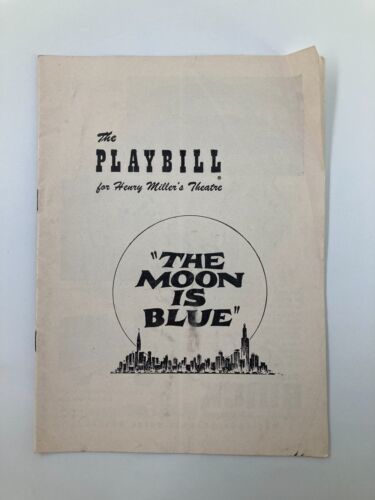 The
PLAYBILL®
for Henry Miller's Theatre
"THE
MOON
IS
BLUE"